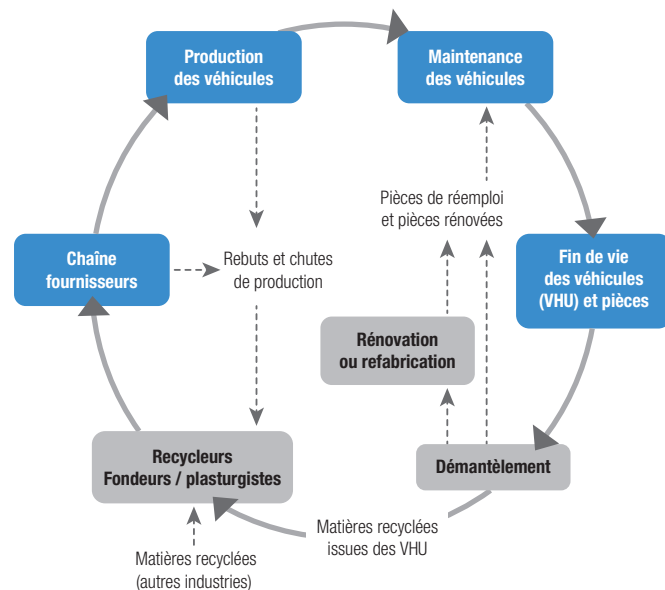 Production
des véhicules
Maintenance
des véhicules
Pièces de réemploi
et pièces rénovées
Chaîne
fournisseurs
Rebuts et chutes
de production
Fin de vie
des véhicules
(VHU) et pièces
Rénovation
ou refabrication
Recycleurs
Fondeurs / plasturgistes
Démantèlement
Matières recyclées
issues des VHU
Matières recyclées
(autres industries)